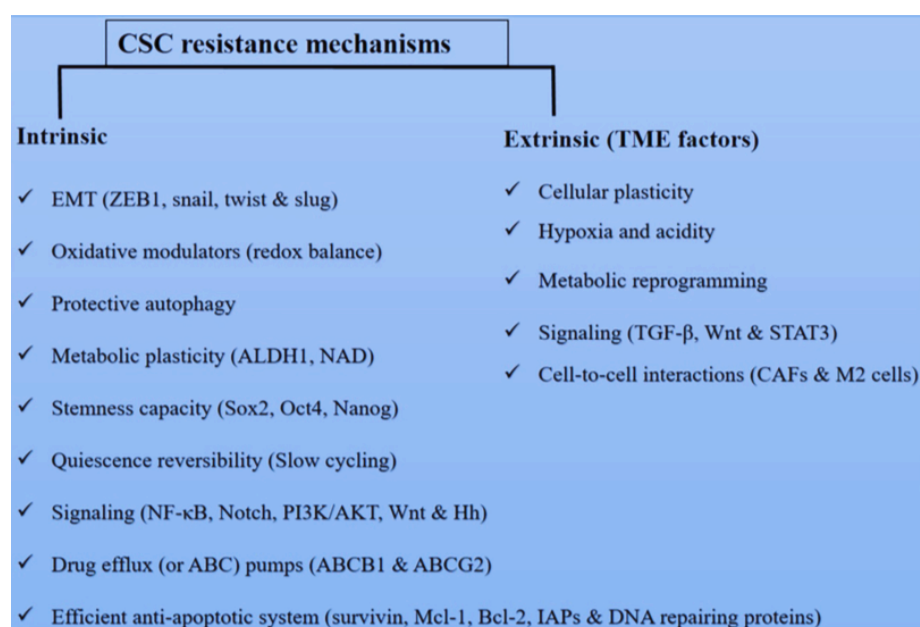 CSC resistance mechanisms
Intrinsic
✓ EMT (ZEB1, snail, twist & slug)
✓ Oxidative modulators (redox balance)
✓ Protective autophagy
✓ Metabolic plasticity (ALDH1, NAD)
✓ Stemness capacity (Sox2, Oct4, Nanog)
✓ Quiescence reversibility (Slow cycling)
✓ Signaling (NF-κB, Notch, PI3K/AKT, Wnt & Hh)
✓ Drug efflux (or ABC) pumps (ABCB1 & ABCG2)
✓ Efficient anti-apoptotic system (survivin, Mcl-1, Bcl-2, IAPs & DNA repairing proteins)
Extrinsic (TME factors)
✓ Cellular plasticity
✓ Hypoxia and acidity
✓ Metabolic reprogramming
✓ Signaling (TGF-β, Wnt & STAT3)
✓ Cell-to-cell interactions (CAFs & M2 cells)